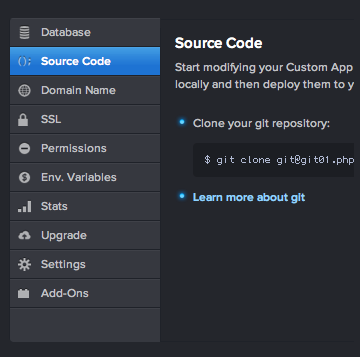 Database
Source Code
Domain Name
SSL
Permissions
Env. Variables
Stats
Upgrade
Settings
Add-Ons
Source Code
Start modifying your Custom App
locally and then deploy them to y
Clone your git repository:
$ git clone git@git01.php
Learn more about git